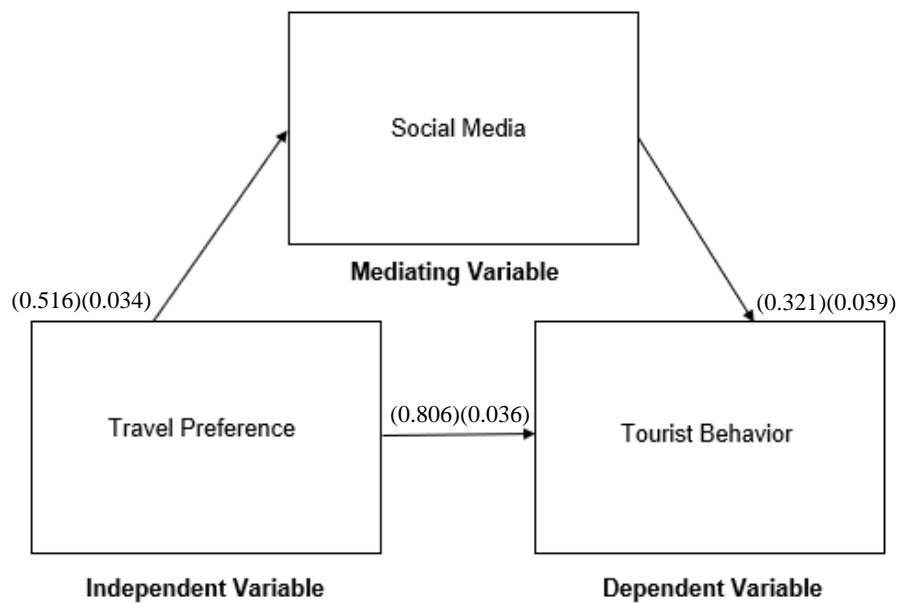 Social Media
Mediating Variable
(0.516)(0.034)
(0.321)(0.039)
Travel Preference
(0.806)(0.036)
Tourist Behavior
Independent Variable
Dependent Variable